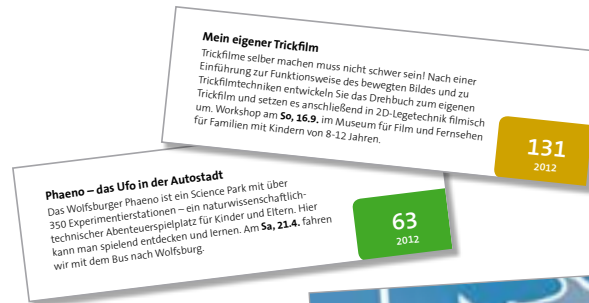 Mein eigener Trickfilm
Trickfilme selber machen muss nicht schwer sein! Nach einer
Einführung zur Funktionsweise des bewegten Bildes und zu
Trickfilmtechniken entwickeln Sie das Drehbuch zum eigenen
Trickfilm und setzen es anschließend in 2D-Legetechnik filmisch
um. Workshop am So, 16.9. im Museum für Film und Fernsehen
für Familien mit Kindern von 8-12 Jahren.
131
2012
Phaeno – das Ufo in der Autostadt
Das Wolfsburger Phaeno ist ein Science Park mit über
350 Experimentierstationen – ein naturwissenschaftlich-
technischer Abenteuerspielplatz für Kinder und Eltern. Hier
kann man spielend entdecken und lernen. Am Sa, 21.4. fahren
wir mit dem Bus nach Wolfsburg.
63
2012